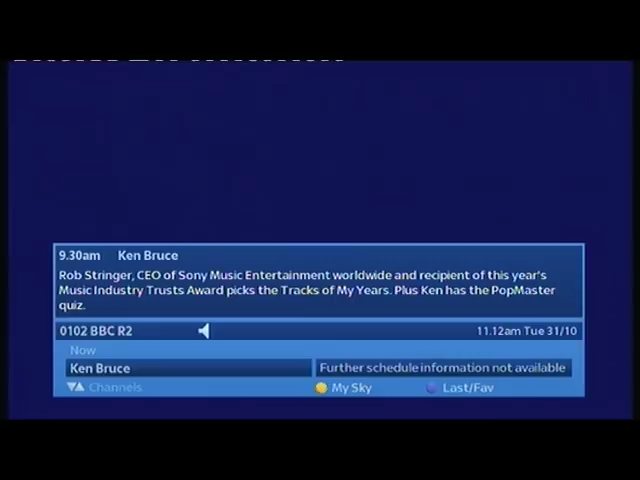 9.30am Ken Bruce
Rob Stringer, CEO of Sony Music Entertainment worldwide and recipient of this year's
Music Industry Trusts Award picks the Tracks of My Years. Plus Ken has the PopMaster
quiz.
0102 BBC R2 11.12am Tue 31/10
Now
Ken Bruce Further schedule information not available
Channels My Sky Last/Fav